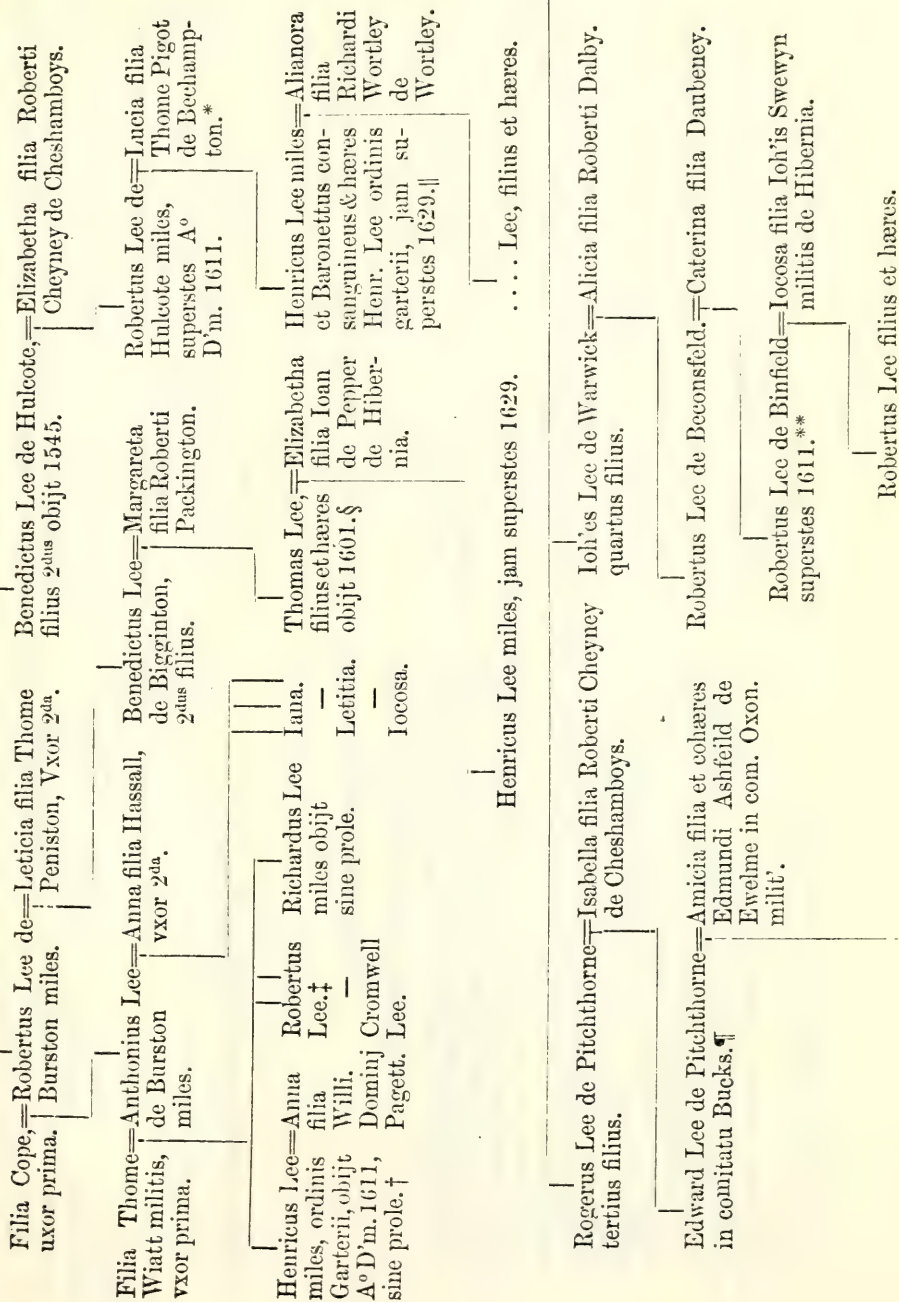 Filia Cope,=Robertus Lee de=Leticia filia Thome
uxor prima. Burston miles. Peniston, Vxor 2da.
Benedictus Lee de Hulcote,=Elizabetha filia Roberti
filius 2dus obijt 1545. Cheyney de Cheshamboys.
Filia Thome=Anthonius Lee=Anna filia Hassall,
Wiatt militis, de Burston vxor 2da.
vxor prima. miles.
Benedictus Lee=Margareta
de Bigginton, filia Roberti
2dus filius. Packington.
Robertus Lee de=Lucia filia
Hulcote miles, Thome Pigot
superstes Ao de Bechamp-
D'm. 1611. ton.*
Henricus Lee=Anna
miles, ordinis filia
Garterii, obijt Willi.
Ao D'm. 1611, Dominj
sine prole.† Pagett.
Robertus
Lee.‡
—
Cromwell
Lee.
Richardus Lee
miles obijt
sine prole.
Iana.
—
Letitia.
—
Iocosa.
Thomas Lee,=Elizabetha
filius et hæres filia Ioan
obijt 1601.§ de Pepper
de Hiber-
nia.
Henricus Lee miles=Alianora
et Baronettus con- filia
sanguineus & hæres Richardi
Henr. Lee ordinis Wortley
garterii, jam su- de
perstes 1629.|| Wortley.
Henricus Lee miles, jam superstes 1629.
.... Lee, filius et hæres.
Rogerus Lee de Pitchthorne=Isabella filia Roberti Cheyney
tertius filius. de Cheshamboys.
Ioh'es Lee de Warwick=Alicia filia Roberti Dalby.
quartus filius.
Edward Lee de Pitchthorne=Amicia filia et cohæres
in comitatu Bucks.¶ Edmundi Ashfeild de
Ewelme in com. Oxon.
milit'.
Robertus Lee de Beconsfeld.=Caterina filia Daubeney.
Robertus Lee de Binfield=Iocosa filia Ioh'is Swewyn
superstes 1611.** militis de Hibernia.
Robertus Lee filius et hæres.